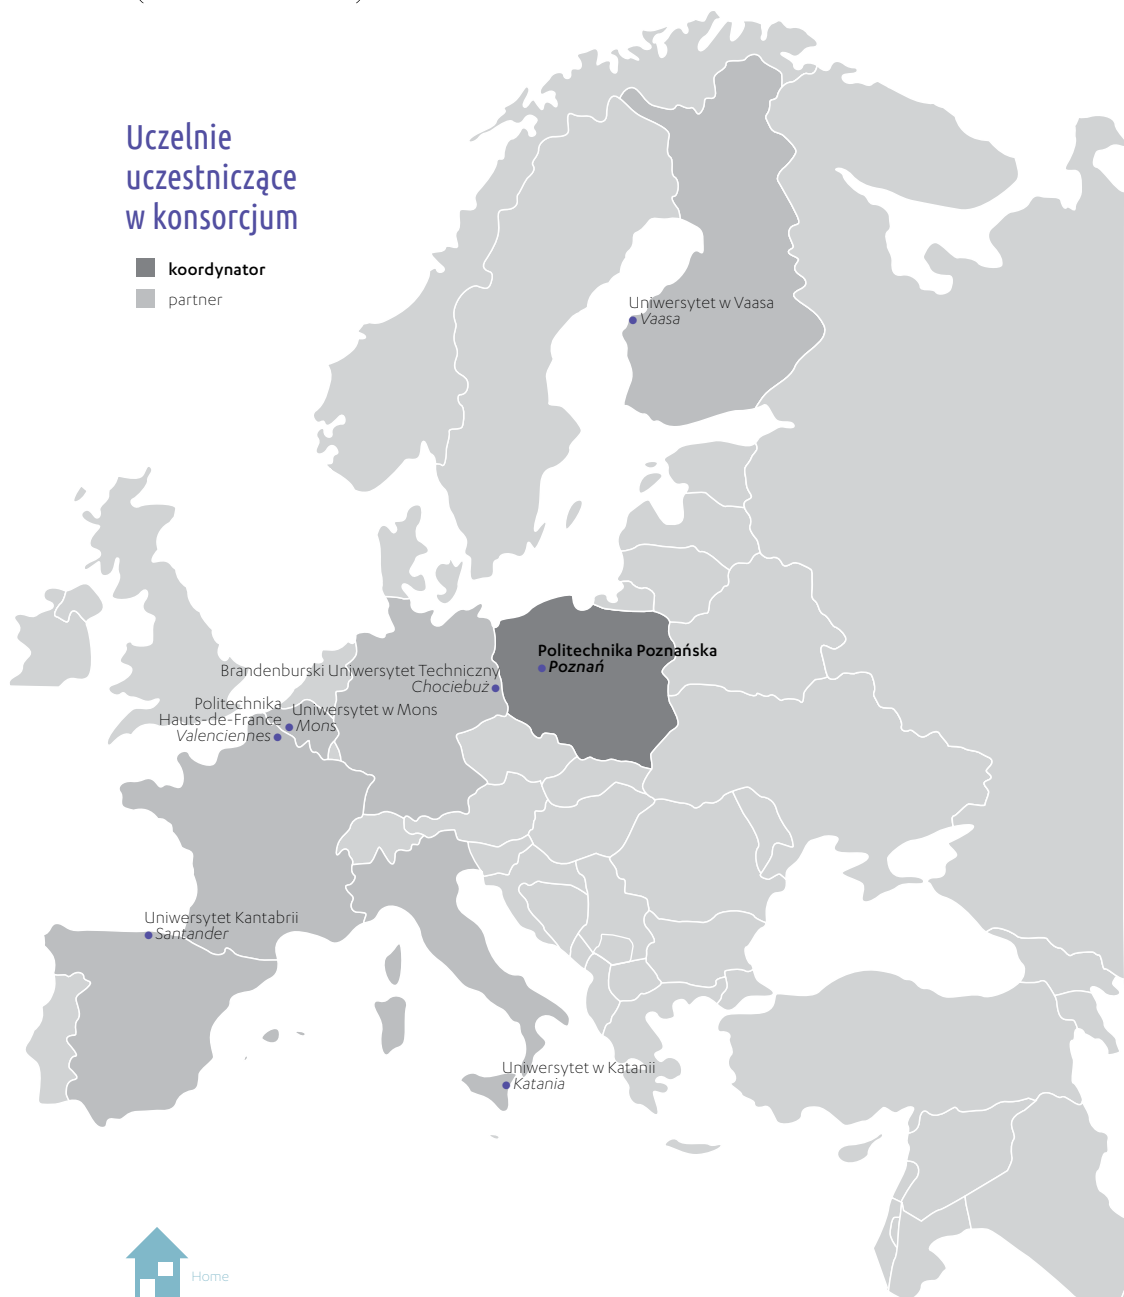 Uczelnie
uczestniczące
w konsorcjum
koordynator
partner
Uniwersytet w Vaasa
Vaasa
Politechnika Poznańska
Poznań
Brandenburski Uniwersytet Techniczny
Chociebuż
Politechnika
Hauts-de-France
Valenciennes
Uniwersytet w Mons
Mons
Uniwersytet Kantabrii
Santander
Uniwersytet w Katanii
Katania
Home